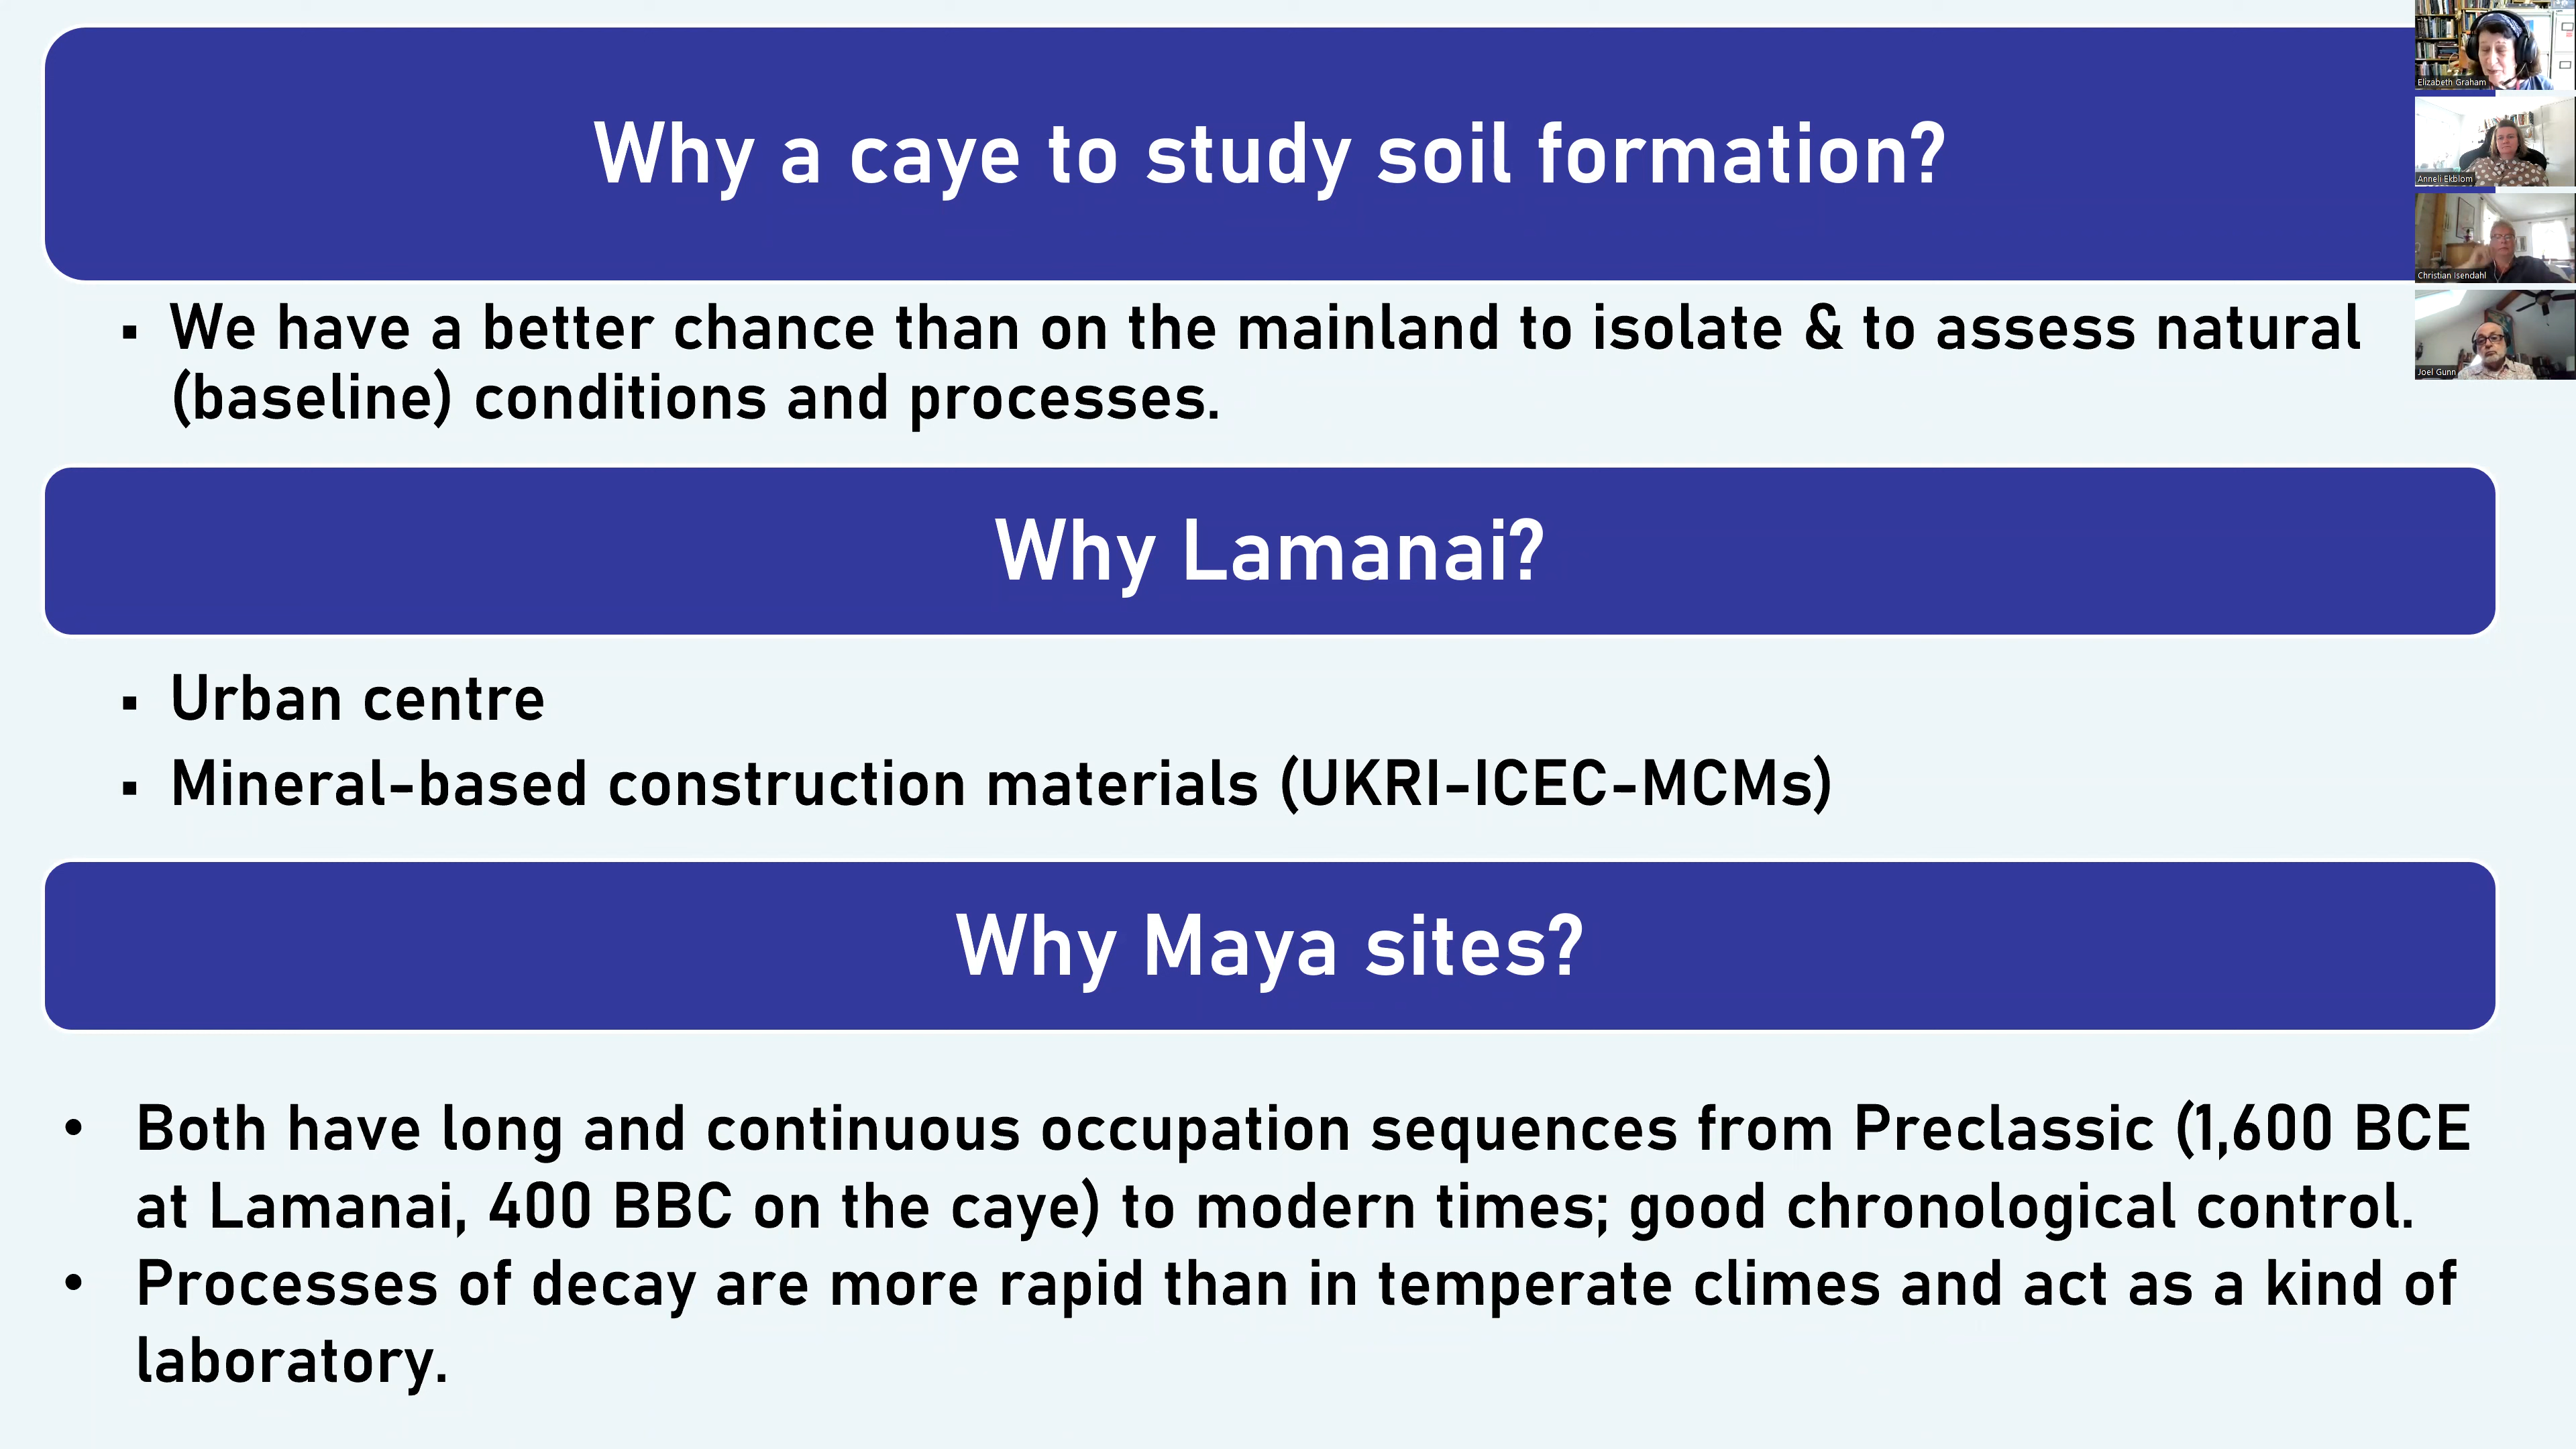 Why a caye to study soil formation?
▪ We have a better chance than on the mainland to isolate & to assess natural
(baseline) conditions and processes.
Why Lamanai?
▪ Urban centre
▪ Mineral-based construction materials (UKRI-ICEC-MCMs)
Why Maya sites?
• Both have long and continuous occupation sequences from Preclassic (1,600 BCE
at Lamanai, 400 BBC on the caye) to modern times; good chronological control.
• Processes of decay are more rapid than in temperate climes and act as a kind of
laboratory.
Elizabeth Graham
Anneli Ekblom
Christian Isendahl
Joel Gunn